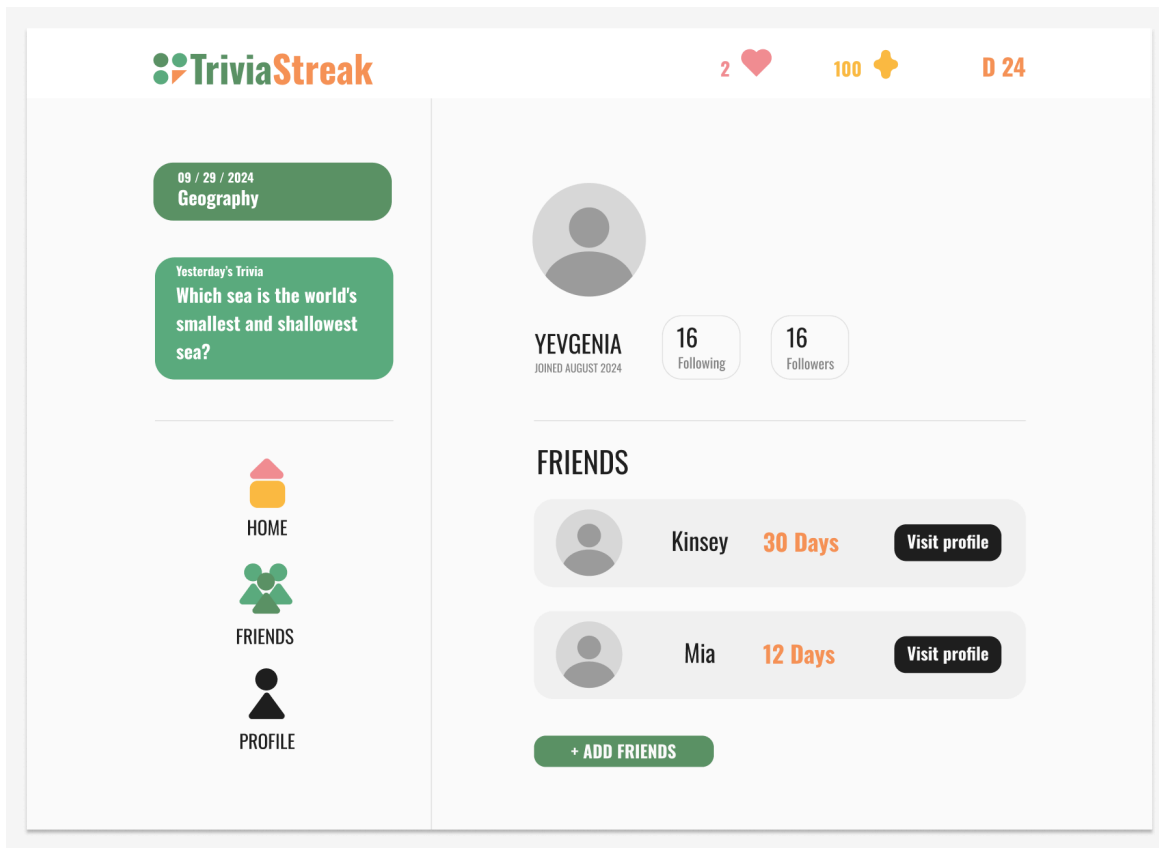 TriviaStreak
2
100
D 24
09 / 29 / 2024
Geography
Yesterday's Trivia
Which sea is the world's
smallest and shallowest
sea?
HOME
FRIENDS
PROFILE
YEVGENIA
JOINED AUGUST 2024
16
Following
16
Followers
FRIENDS
Kinsey 30 Days Visit profile
Mia 12 Days Visit profile
+ ADD FRIENDS